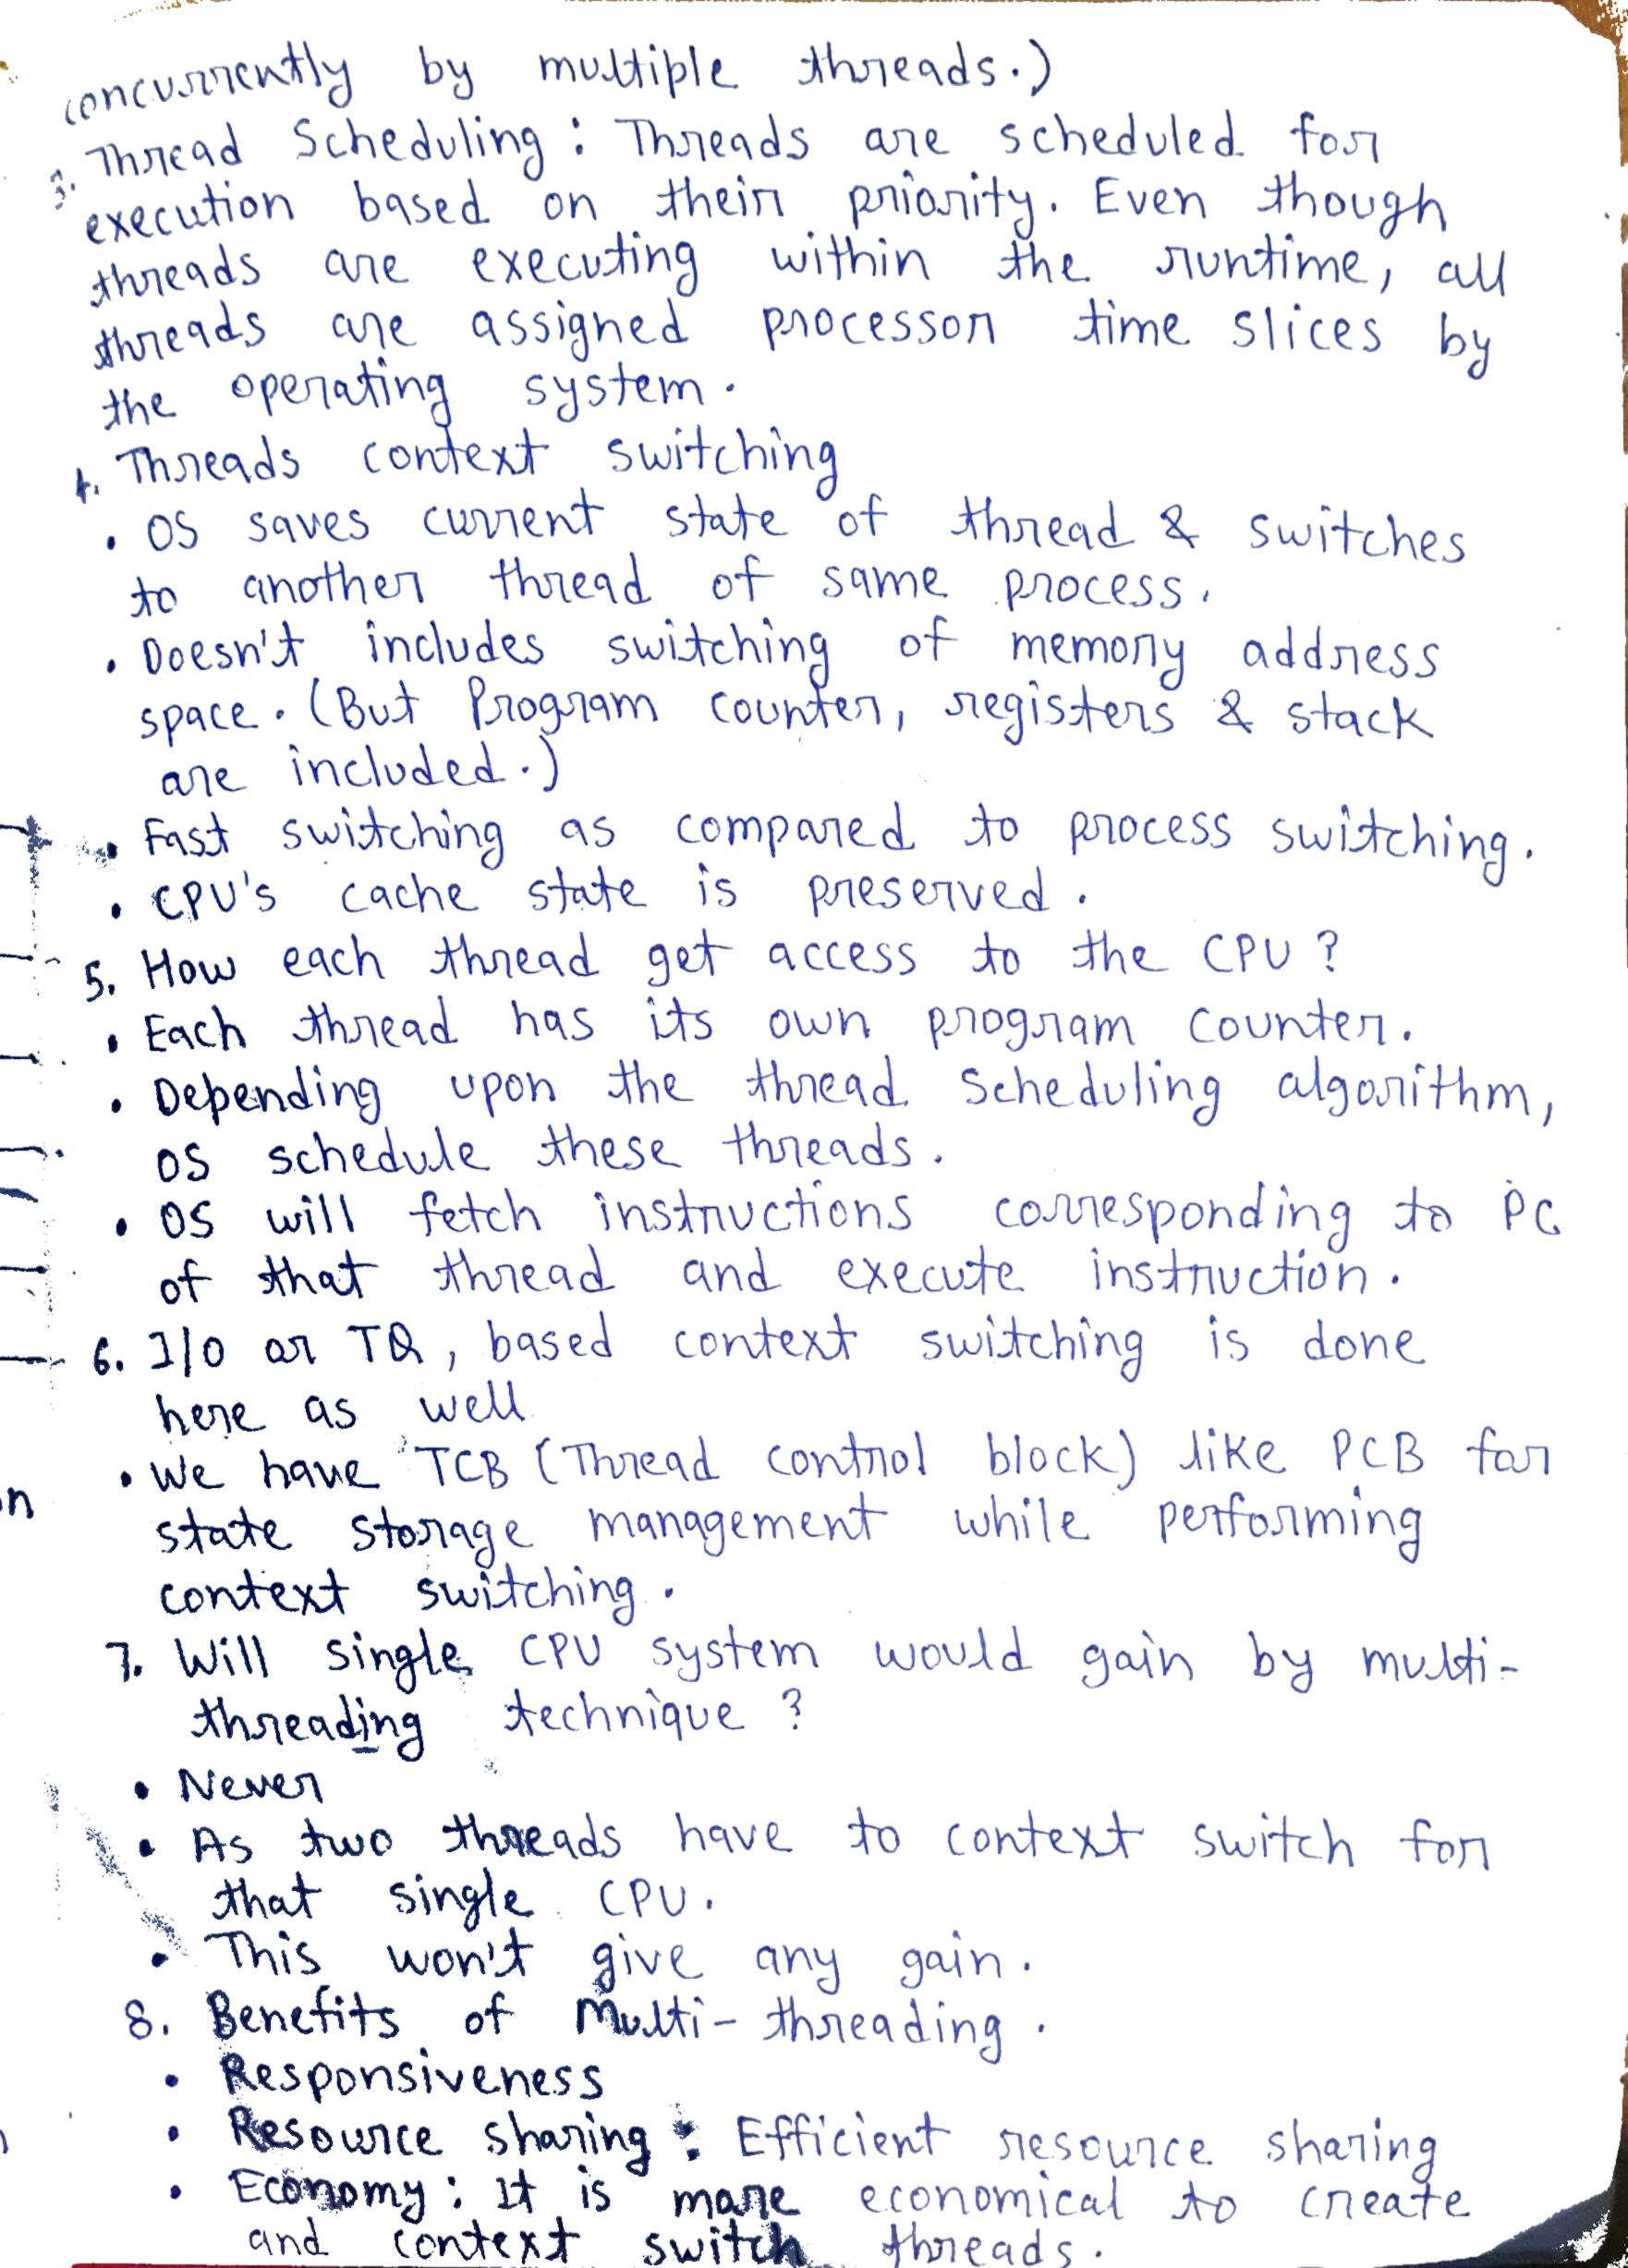 concurrently by multiple threads.)
3. Thread Scheduling : Threads are scheduled for
execution based on their priority. Even though
threads are executing within the runtime, all
threads are assigned processor time slices by
the operating system.
4. Threads context switching
• OS saves current state of thread & switches
to another thread of same process.
• Doesn't includes switching of memory address
space. (But Program counter, registers & stack
are included.)
• Fast switching as compared to process switching.
• CPU's cache state is preserved.
5. How each thread get access to the CPU ?
• Each thread has its own program counter.
• Depending upon the thread scheduling algorithm,
OS schedule these threads.
• OS will fetch instructions corresponding to PC
of that thread and execute instruction.
6. I/O or TQ, based context switching is done
here as well
• We have TCB (Thread control block) like PCB for
state storage management while performing
context switching.
7. Will single CPU system would gain by multi-
threading technique ?
• Never
• As two threads have to context switch for
that single CPU.
• This won't give any gain.
8. Benefits of Multi-threading.
• Responsiveness
• Resource sharing : Efficient resource sharing
• Economy : It is more economical to create
and context switch threads.